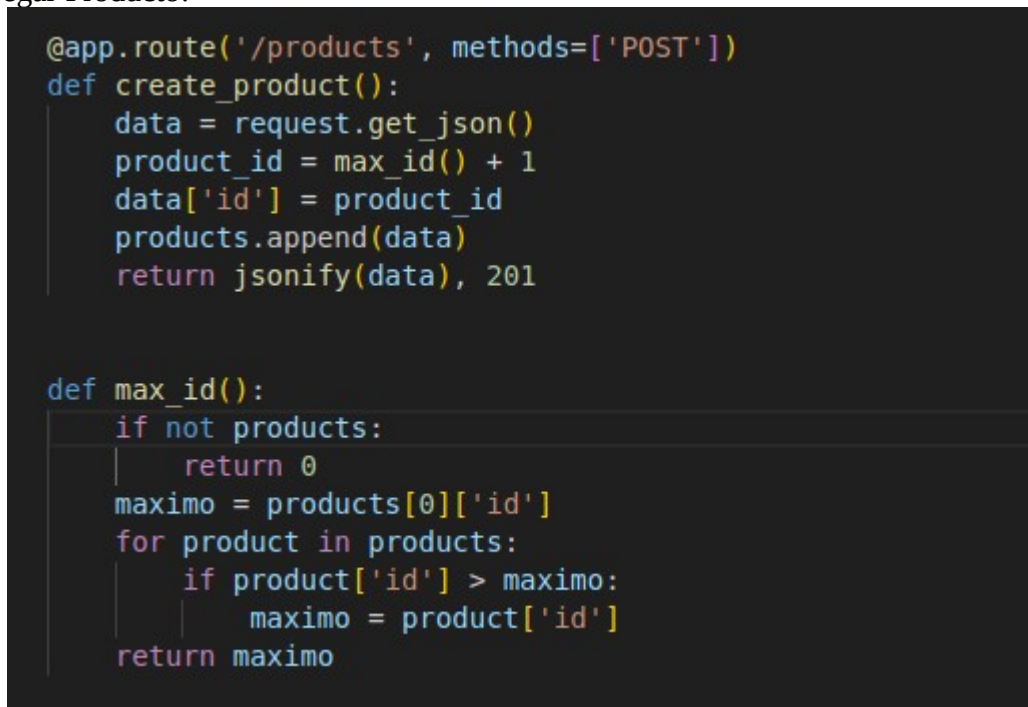 @app.route('/products', methods=['POST'])
def create_product():
    data = request.get_json()
    product_id = max_id() + 1
    data['id'] = product_id
    products.append(data)
    return jsonify(data), 201
def max_id():
    if not products:
        return 0
    maximo = products[0]['id']
    for product in products:
        if product['id'] > maximo:
            maximo = product['id']
    return maximo